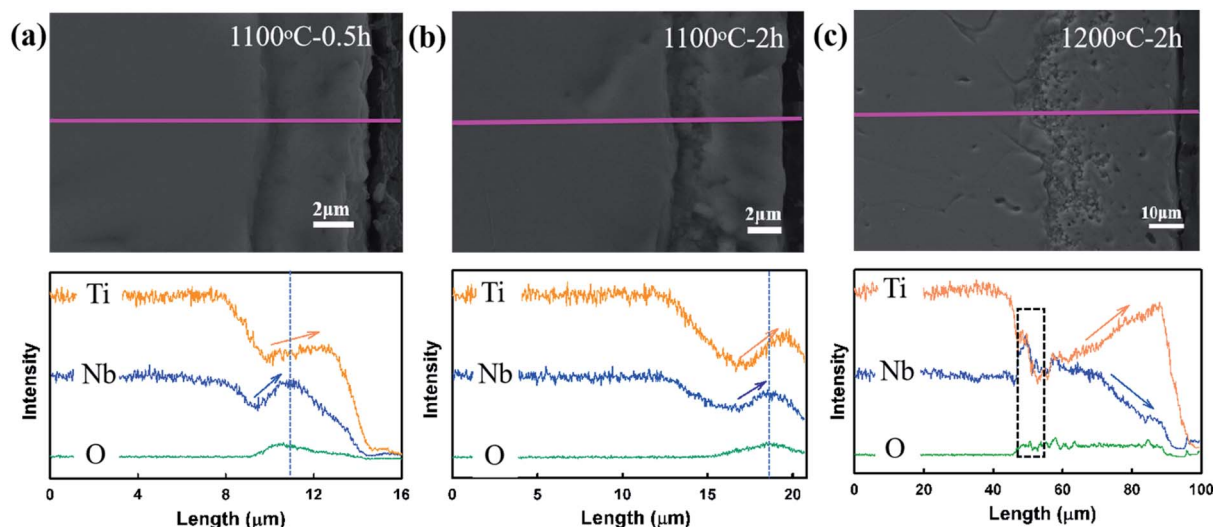 (a)
1100°C-0.5h
2μm
(b)
1100°C-2h
2μm
(c)
1200°C-2h
10μm
Intensity
Ti
Nb
O
0 4 8 12 16
Length (μm)
Intensity
Ti
Nb
O
0 5 10 15 20
Length (μm)
Intensity
Ti
Nb
O
0 20 40 60 80 100
Length (μm)